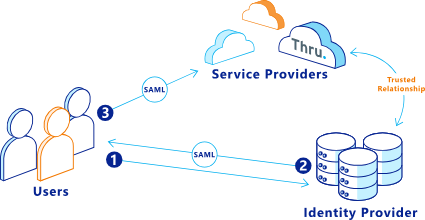 SAML
Thru.
Service Providers
Trusted
Relationship
3
SAML
1
2
Users
Identity Provider